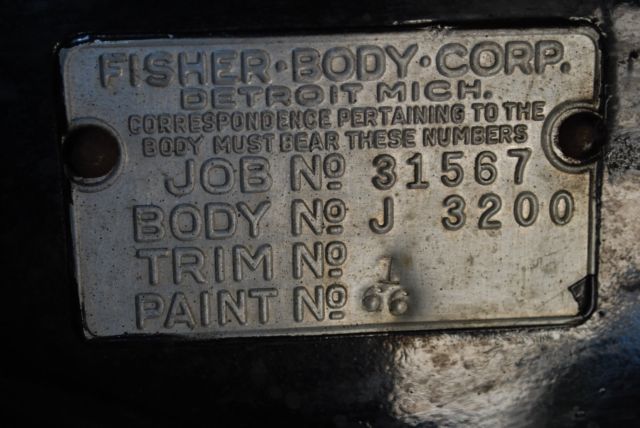 FISHER·BODY·CORP.
DETROIT MICH.
CORRESPONDENCE PERTAINING TO THE
BODY MUST BEAR THESE NUMBERS
JOB Nº 31567
BODY Nº J 3200
TRIM Nº 1
PAINT Nº 66